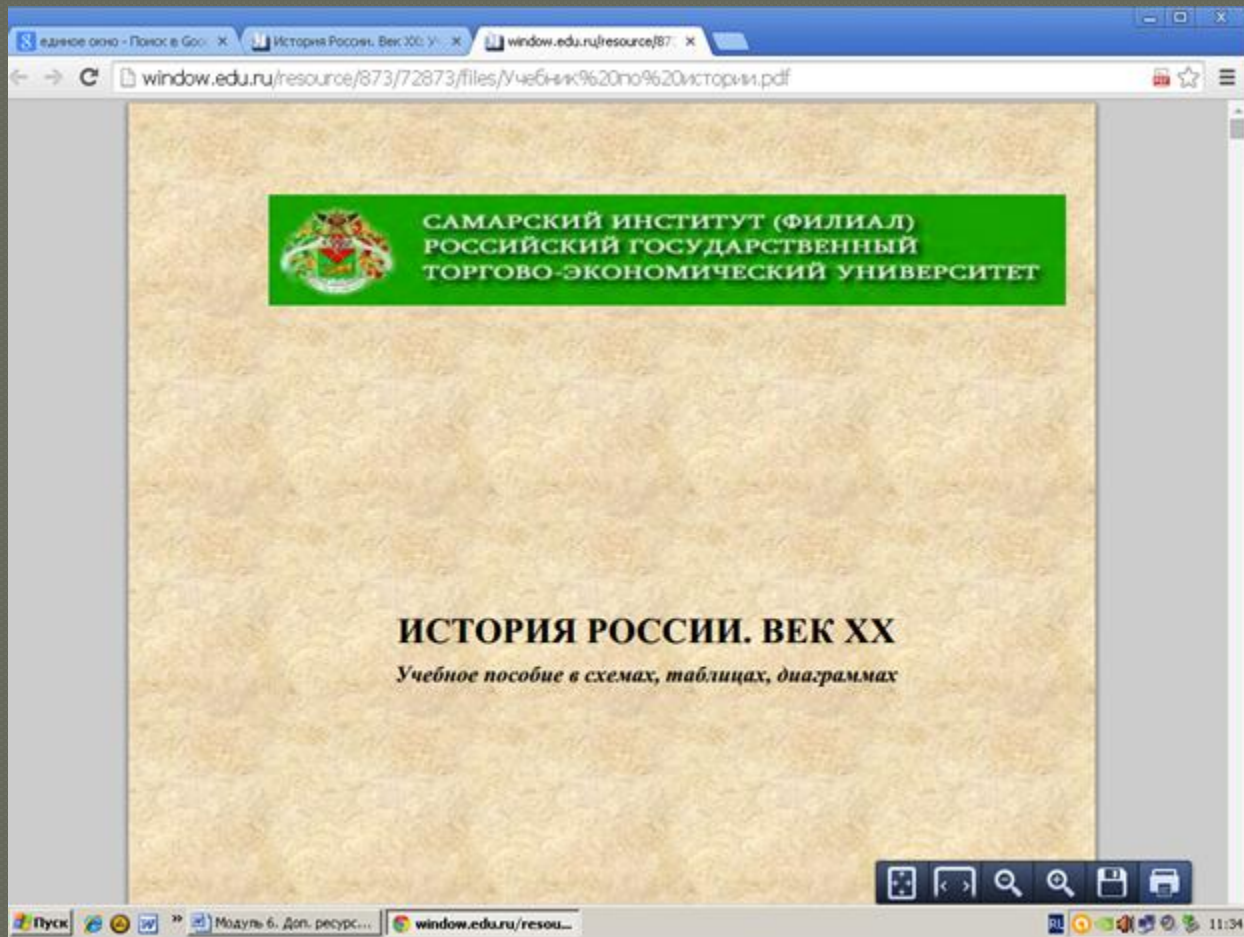 единое окно - Поиск в Goo
История России. Век XX: У
window.edu.ru/resource/87
window.edu.ru/resource/873/72873/files/Учебник%20по%20истории.pdf
САМАРСКИЙ ИНСТИТУТ (ФИЛИАЛ)
РОССИЙСКИЙ ГОСУДАРСТВЕННЫЙ
ТОРГОВО-ЭКОНОМИЧЕСКИЙ УНИВЕРСИТЕТ
ИСТОРИЯ РОССИИ. ВЕК XX
Учебное пособие в схемах, таблицах, диаграммах
Пуск
Модуль 6. Доп. ресурс...
window.edu.ru/resou...
RL
11:34